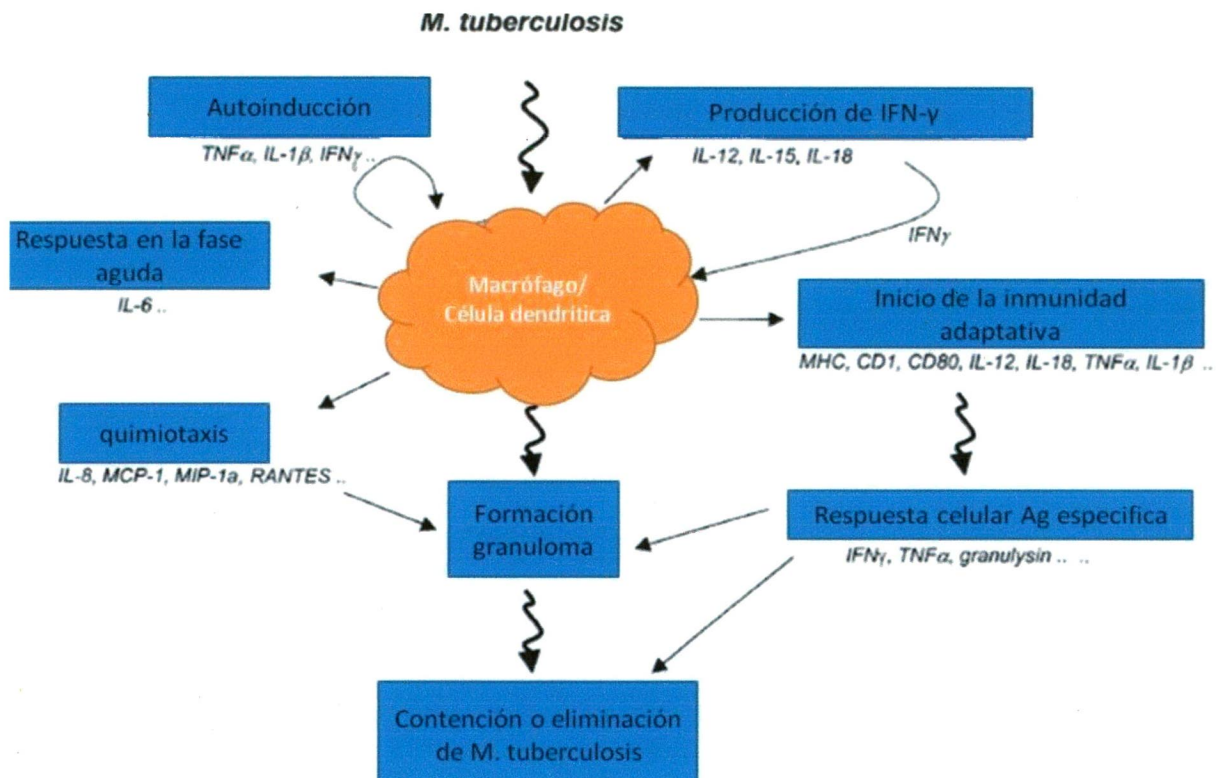 M. tuberculosis
Autoinducción
TNFα, IL-1β, IFNγ ..
Producción de IFN-γ
IL-12, IL-15, IL-18
IFNγ
Respuesta en la fase
aguda
IL-6 ..
Macrófago/
Célula dendrítica
Inicio de la inmunidad
adaptativa
MHC, CD1, CD80, IL-12, IL-18, TNFα, IL-1β ..
quimiotaxis
IL-8, MCP-1, MIP-1a, RANTES ..
Formación
granuloma
Respuesta celular Ag especifica
IFNγ, TNFα, granulysin .. ..
Contención o eliminación
de M. tuberculosis